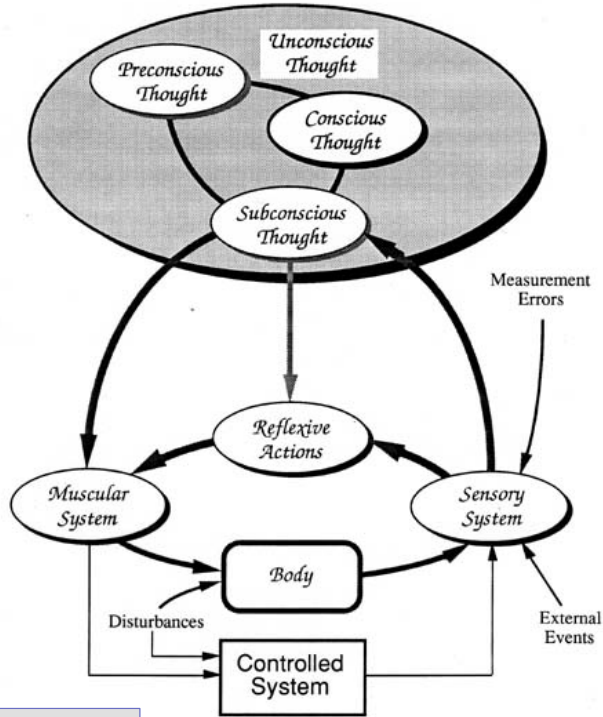 Unconscious
Thought
Preconscious
Thought
Conscious
Thought
Subconscious
Thought
Measurement
Errors
Reflexive
Actions
Muscular
System
Sensory
System
Body
Disturbances
External
Events
Controlled
System